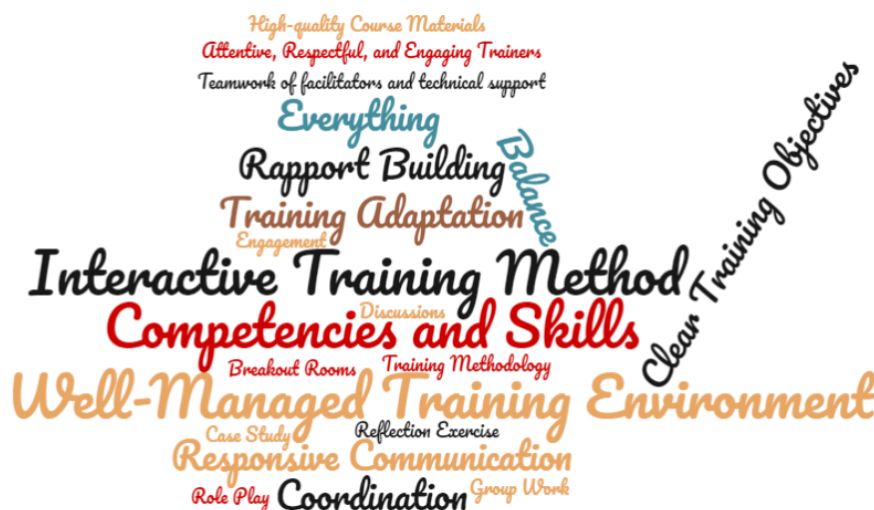 High-quality Course Materials
Attentive, Respectful, and Engaging Trainers
Teamwork of facilitators and technical support
Everything
Balance
Rapport Building
Training Adaptation
Engagement
Clear Training Objectives
Interactive Training Method
Discussions
Competencies and Skills
Breakout Rooms
Training Methodology
Well-Managed Training Environment
Case Study
Reflection Exercise
Responsive Communication
Role Play
Coordination
Group Work